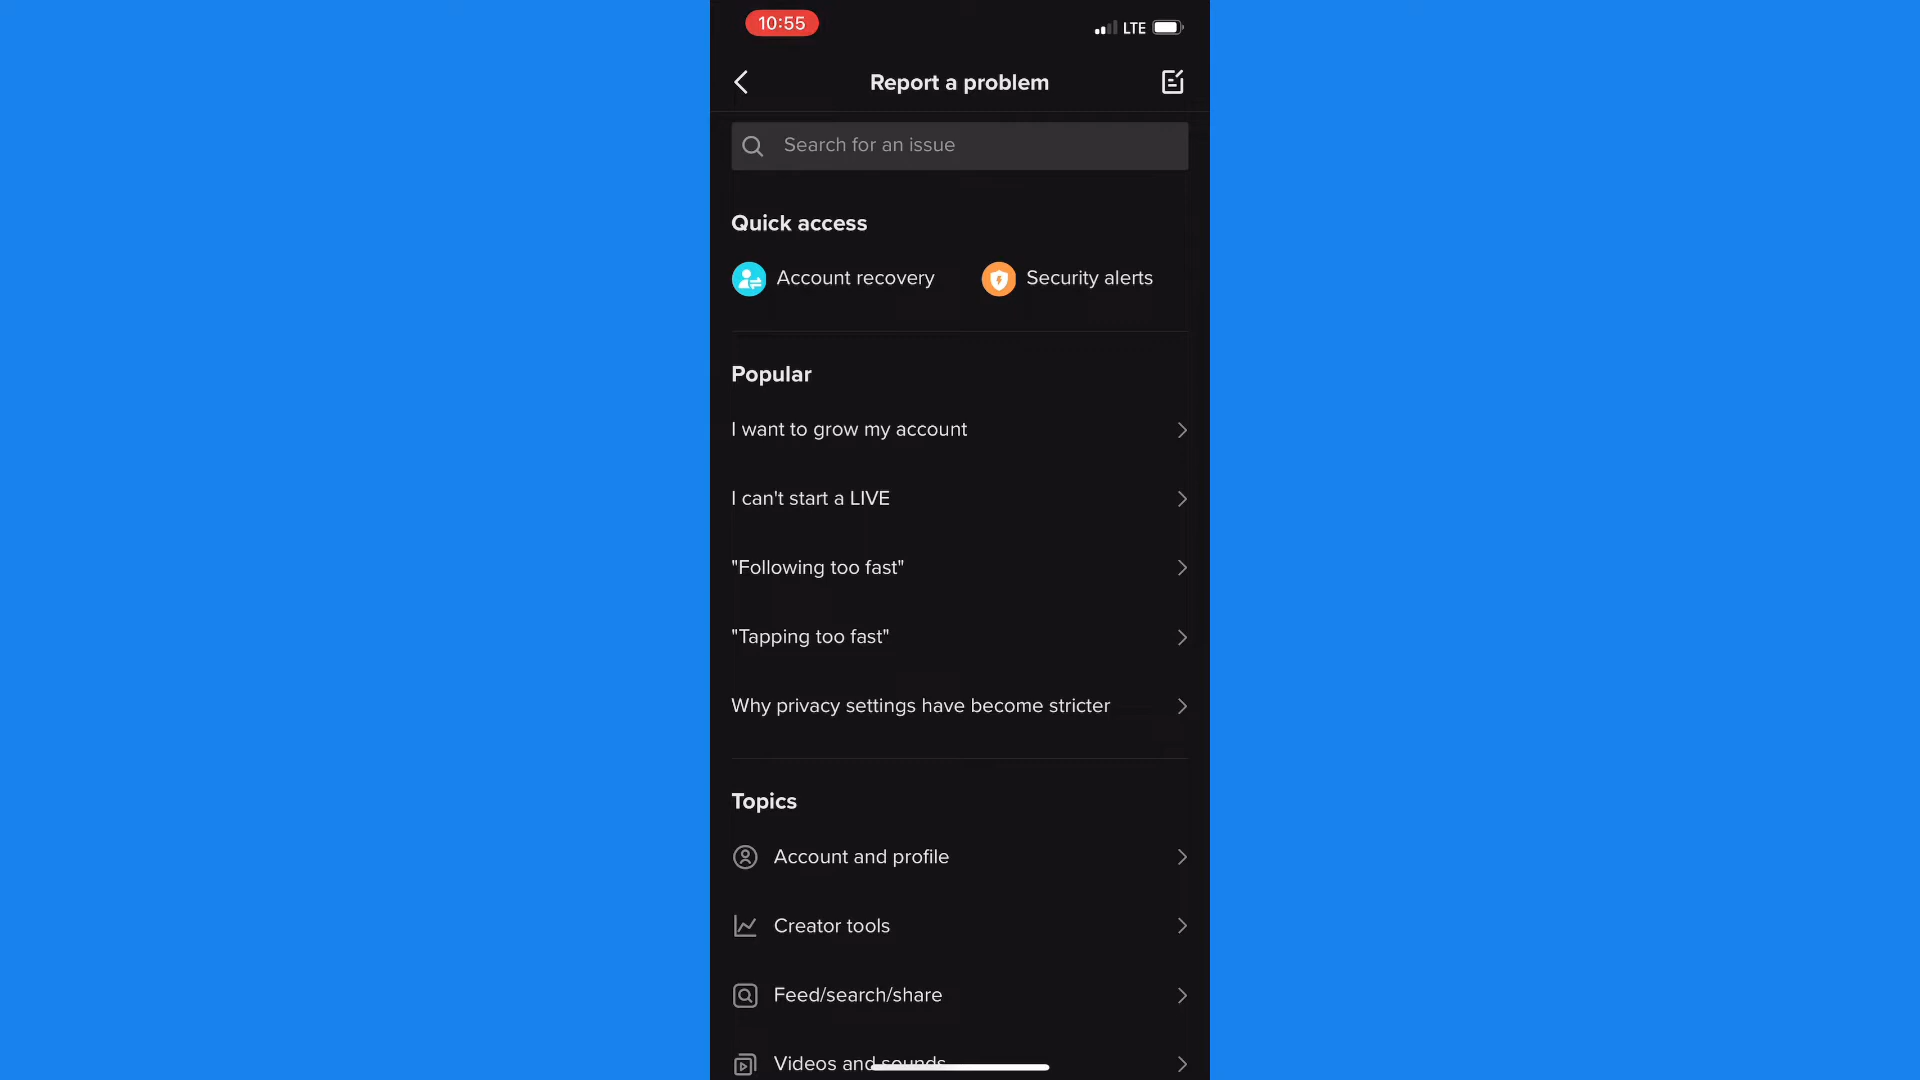 10:55
LTE
Report a problem
Search for an issue
Quick access
Account recovery
Security alerts
Popular
I want to grow my account
I can't start a LIVE
"Following too fast"
"Tapping too fast"
Why privacy settings have become stricter
Topics
Account and profile
Creator tools
Feed/search/share
Videos and sounds